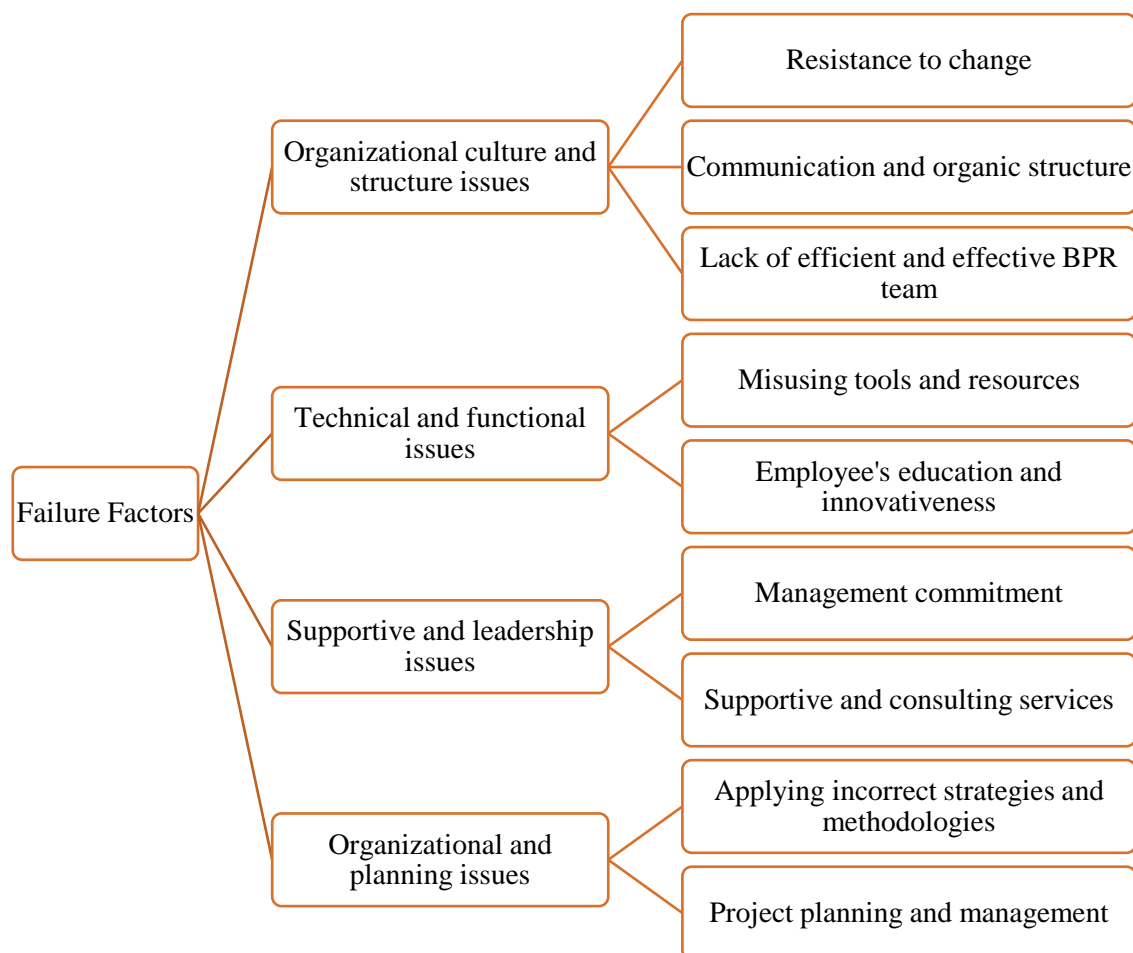 Failure Factors
Organizational culture and
structure issues
Resistance to change
Communication and organic structure
Lack of efficient and effective BPR
team
Technical and functional
issues
Misusing tools and resources
Employee's education and
innovativeness
Supportive and leadership
issues
Management commitment
Supportive and consulting services
Organizational and
planning issues
Applying incorrect strategies and
methodologies
Project planning and management